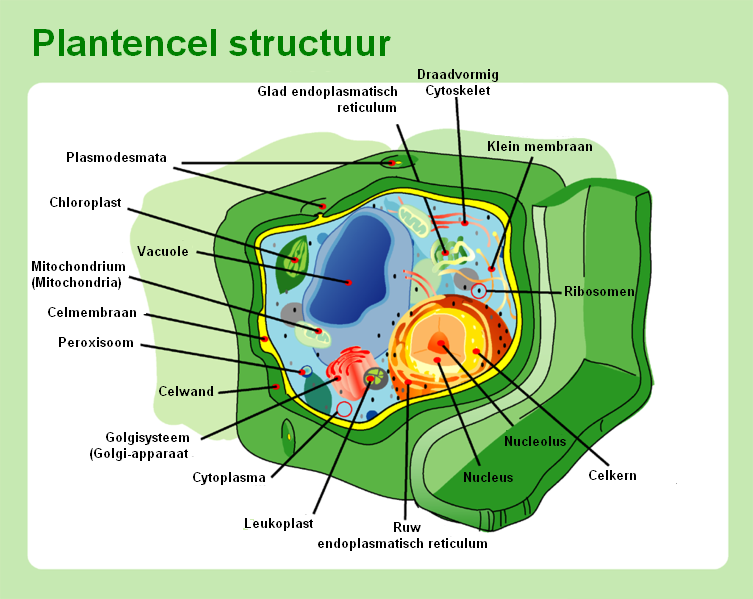 Plantencel structuur
Draadvormig
Cytoskelet
Glad endoplasmatisch
reticulum
Klein membraan
Plasmodesmata
Chloroplast
Vacuole
Mitochondrium
(Mitochondria)
Ribosomen
Celmembraan
Peroxisoom
Celwand
Golgisysteem
(Golgi-apparaat
Nucleolus
Cytoplasma
Nucleus
Celkern
Leukoplast
Ruw
endoplasmatisch reticulum